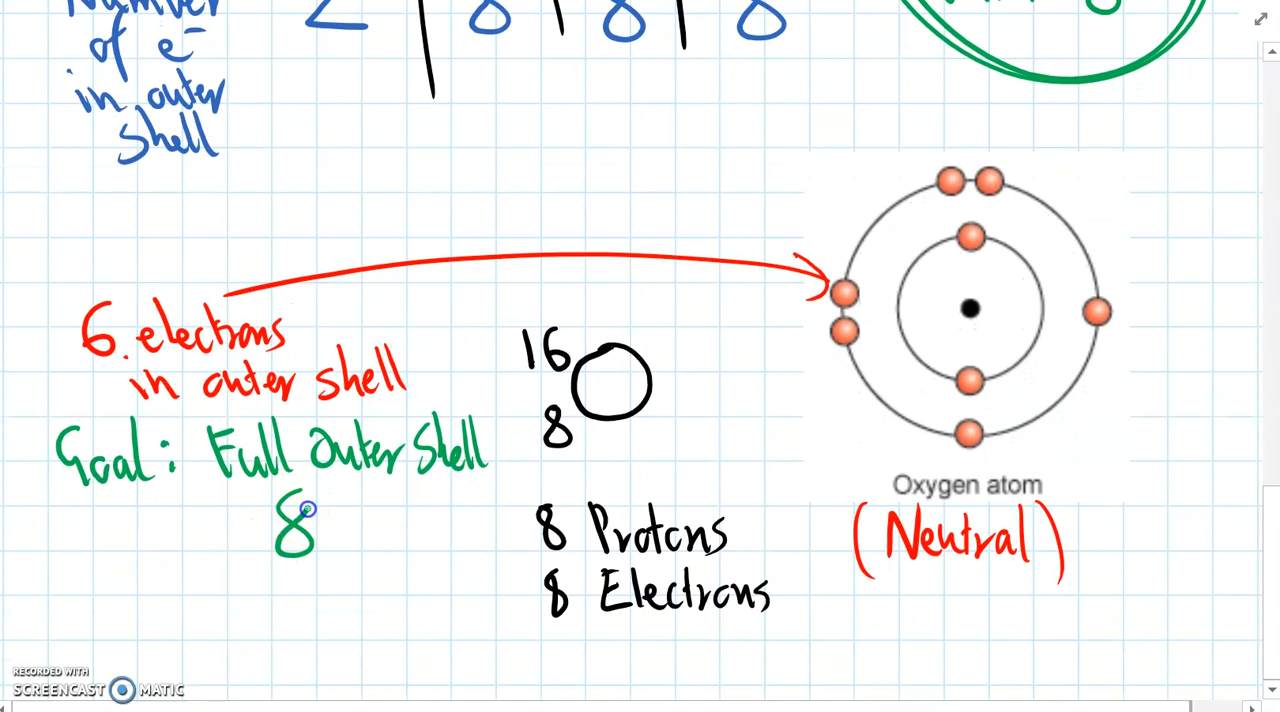 Number
of e⁻
in outer
shell
2 8 8 8
6 electrons
in outer shell
Goal: Full Outer Shell
8
16
8
O
8 Protons
8 Electrons
Oxygen atom
(Neutral)
RECORDED WITH
SCREENCAST MATIC